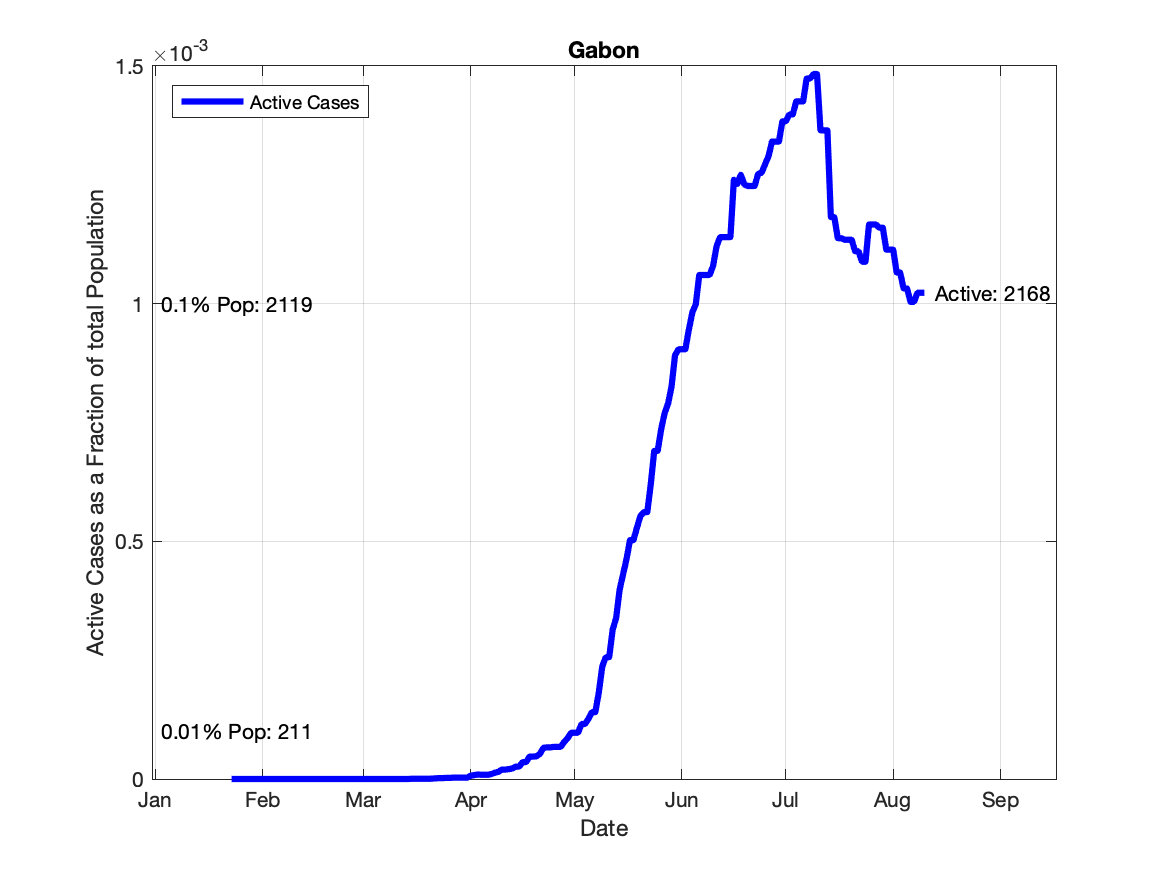 Gabon
×10-3
1.5
1
0.5
0
Active Cases
0.1% Pop: 2119
Active: 2168
0.01% Pop: 211
Active Cases as a Fraction of total Population
Jan Feb Mar Apr May Jun Jul Aug Sep
Date